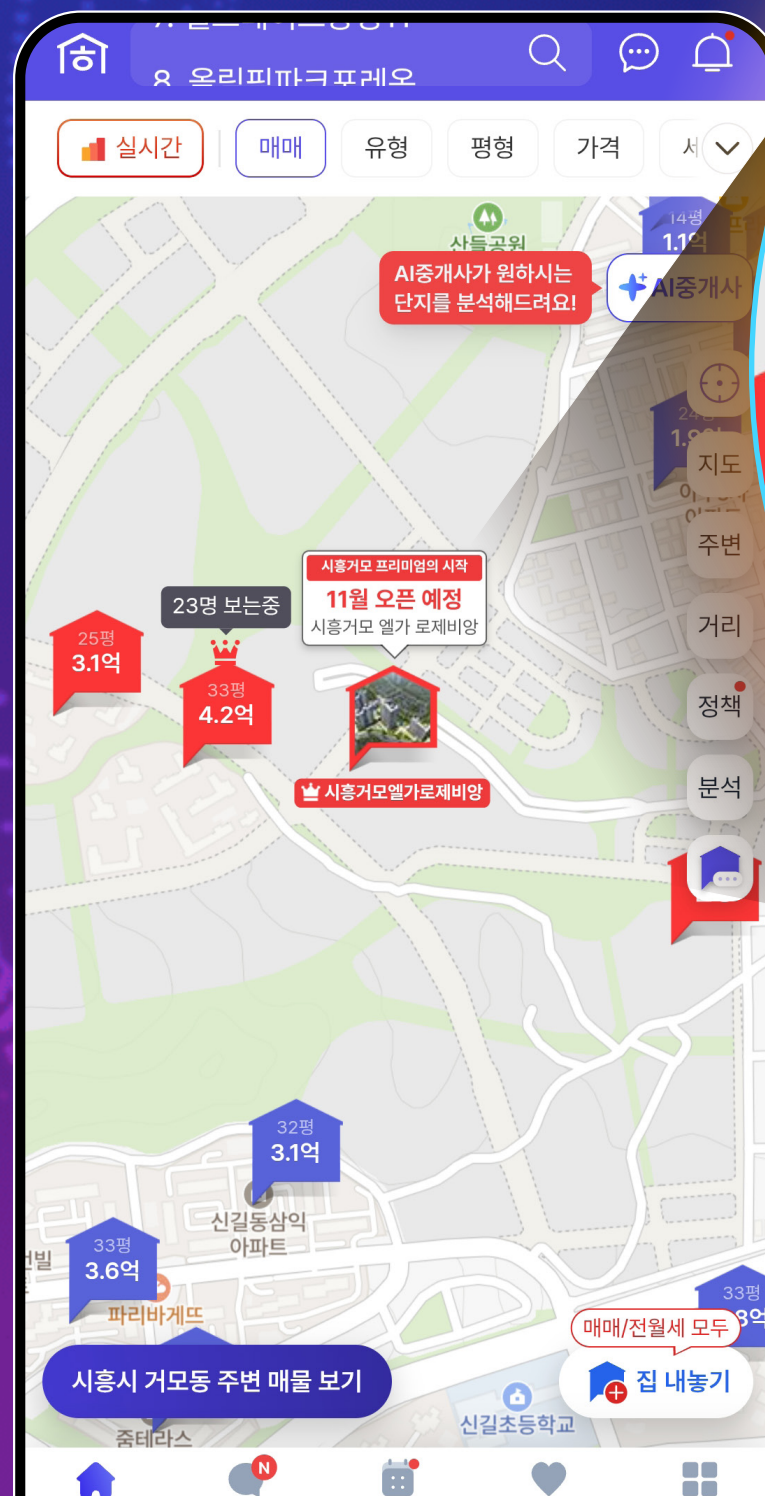 8 올림픽파크포레온
실시간
매매
유형
평형
가격
산들공원
14평
1.1억
AI중개사가 원하시는
단지를 분석해드려요!
AI중개사
지도
주변
거리
정책
분석
시흥거모 프리미엄의 시작
11월 오픈 예정
시흥거모 엘가 로제비앙
23명 보는중
25평
3.1억
33평
4.2억
시흥거모엘가로제비앙
32평
3.1억
신길동삼익
아파트
33평
3.6억
파리바게뜨
33평
매매/전월세 모두
시흥시 거모동 주변 매물 보기
집 내놓기
신길초등학교
줌테라스
N